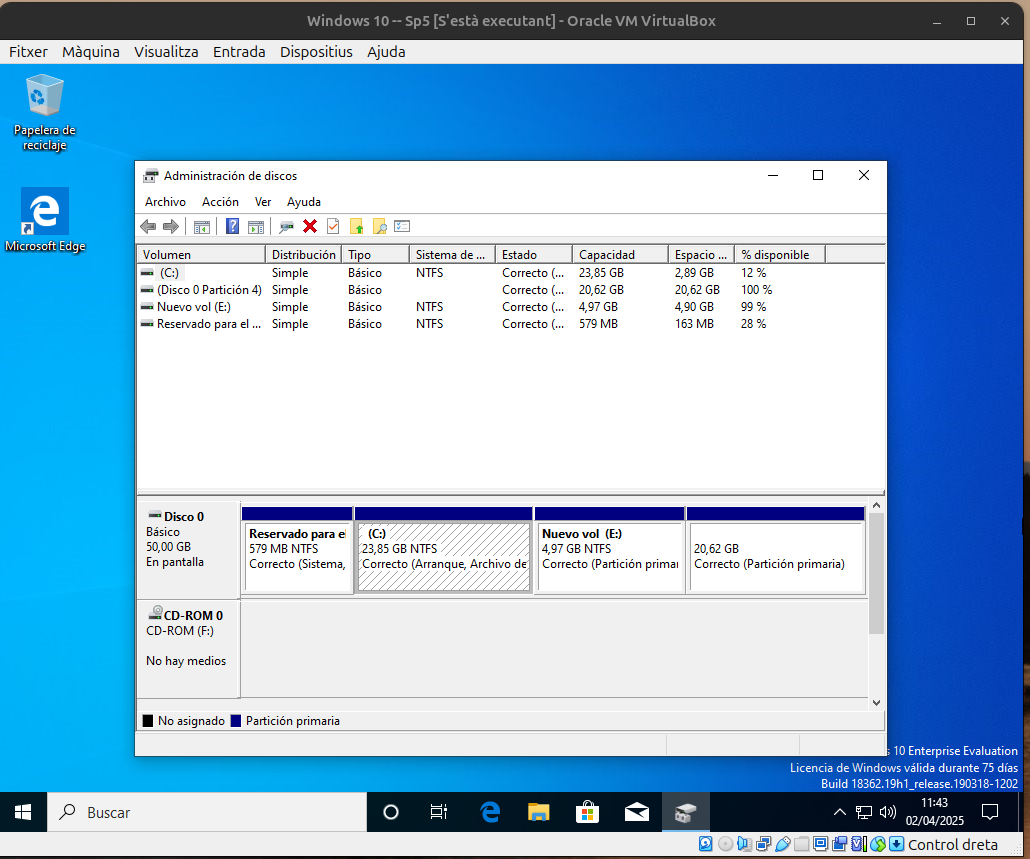 Windows 10 -- Sp5 [S'està executant] - Oracle VM VirtualBox
Fitxer Màquina Visualitza Entrada Dispositius Ajuda
Papelera de
reciclaje
Microsoft Edge
Administración de discos
Archivo Acción Ver Ayuda
Volumen Distribución Tipo Sistema de ... Estado Capacidad Espacio ... % disponible
(C:) Simple Básico NTFS Correcto (... 23,85 GB 2,89 GB 12 %
(Disco 0 Partición 4) Simple Básico Correcto (... 20,62 GB 20,62 GB 100 %
Nuevo vol (E:) Simple Básico NTFS Correcto (... 4,97 GB 4,90 GB 99 %
Reservado para el ... Simple Básico NTFS Correcto (... 579 MB 163 MB 28 %
Disco 0
Básico
50,00 GB
En pantalla
Reservado para e
579 MB NTFS
Correcto (Sistema,
(C:)
23,85 GB NTFS
Correcto (Arranque, Archivo de
Nuevo vol (E:)
4,97 GB NTFS
Correcto (Partición primar
20,62 GB
Correcto (Partición primaria)
CD-ROM 0
CD-ROM (F:)
No hay medios
No asignado Partición primaria
10 Enterprise Evaluation
Licencia de Windows válida durante 75 días
Build 18362.19h1_release.190318-1202
Buscar
11:43
02/04/2025
Control dreta